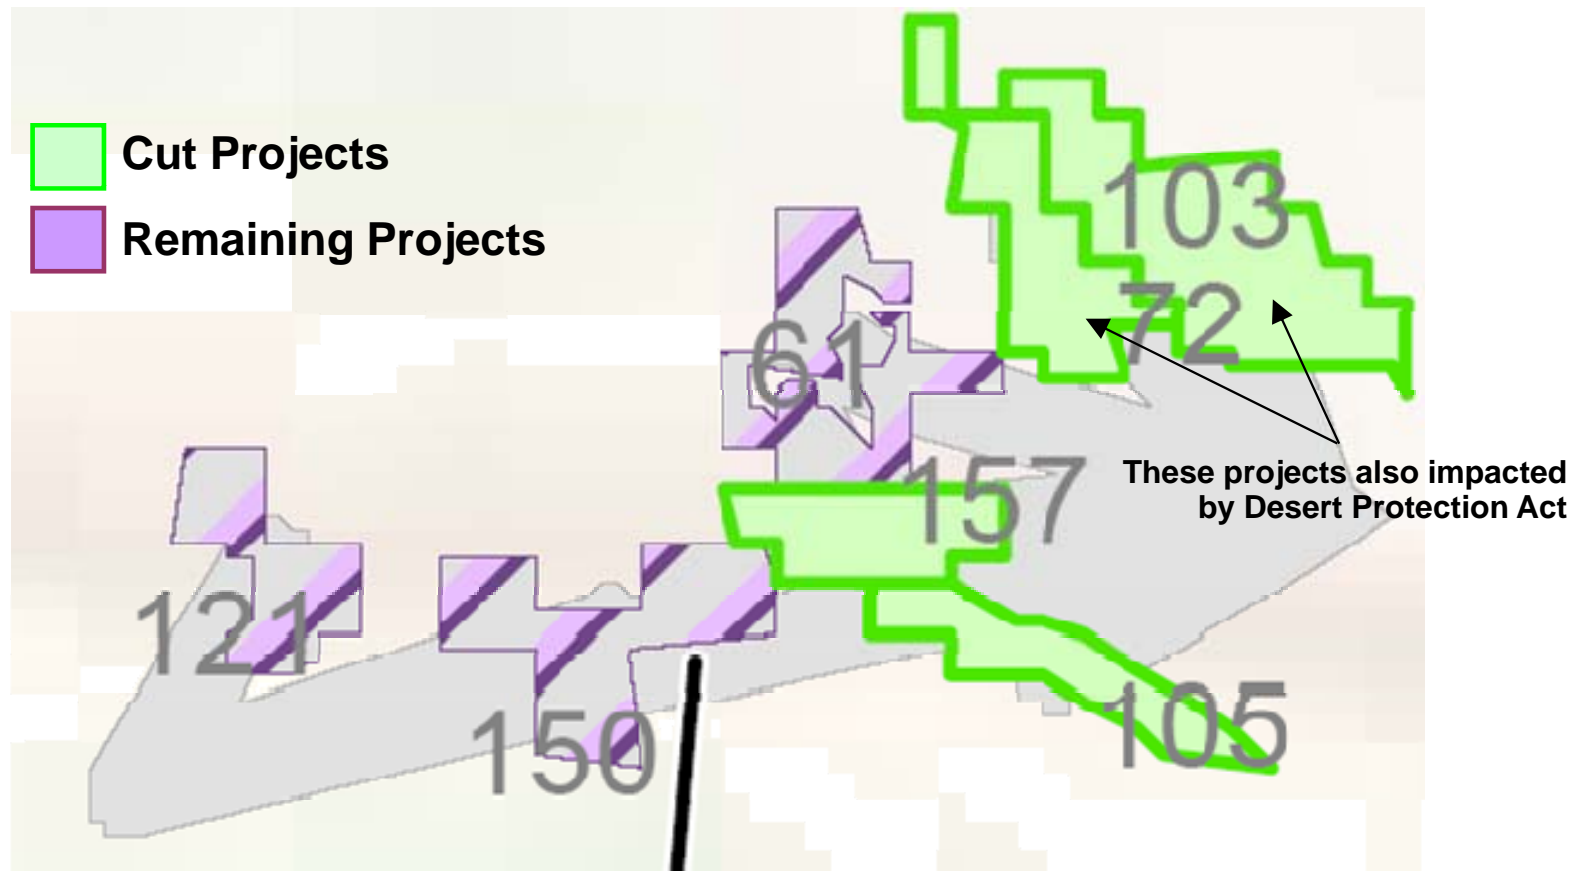 Cut Projects
Remaining Projects
103
72
61
157
These projects also impacted
by Desert Protection Act
121
150
105